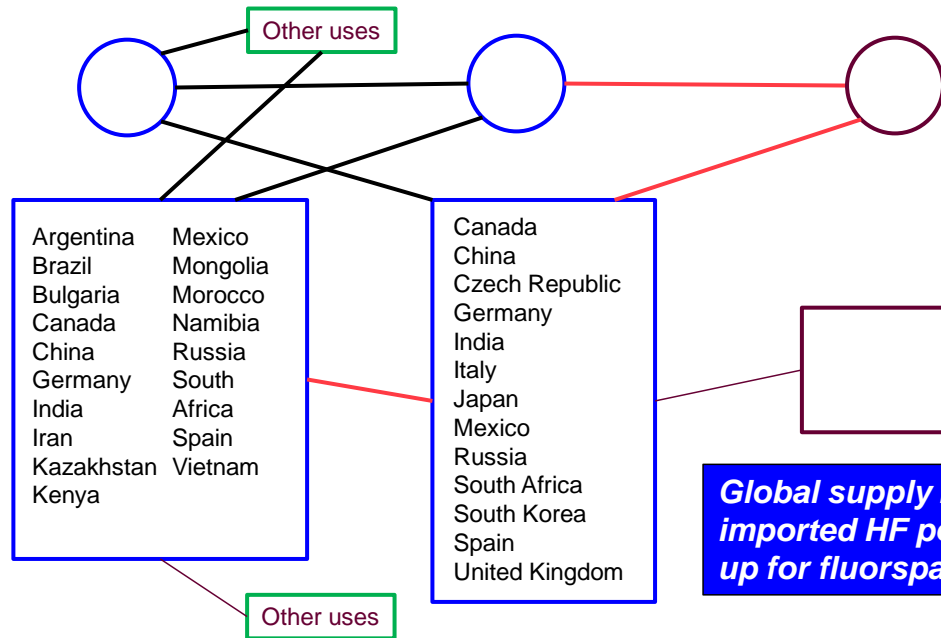 Other uses
Argentina
Brazil
Bulgaria
Canada
China
Germany
India
Iran
Kazakhstan
Kenya
Mexico
Mongolia
Morocco
Namibia
Russia
South
Africa
Spain
Vietnam
Canada
China
Czech Republic
Germany
India
Italy
Japan
Mexico
Russia
South Africa
South Korea
Spain
United Kingdom
Global supply
imported HF
up for
Other uses